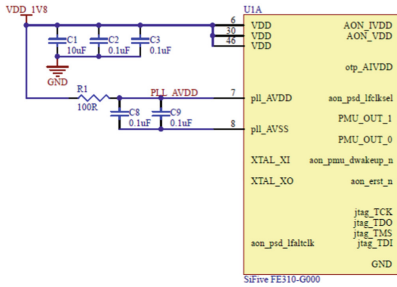 VDD_1V8
U1A
6
30
46
VDD
VDD
VDD
AON_IVDD
AON_VDD
C1
10uF
C2
0.1uF
C3
0.1uF
GND
otp_AIVDD
R1
100R
PLL_AVDD
7
pll_AVDD
aon_psd_lfclksel
C8
0.1uF
C9
0.1uF
PMU_OUT_1
8
pll_AVSS
PMU_OUT_0
XTAL_XI
aon_pmu_dwakeup_n
XTAL_XO
aon_erst_n
jtag_TCK
jtag_TDO
jtag_TMS
aon_psd_lfaltclk
jtag_TDI
GND
SiFive FE310-G000